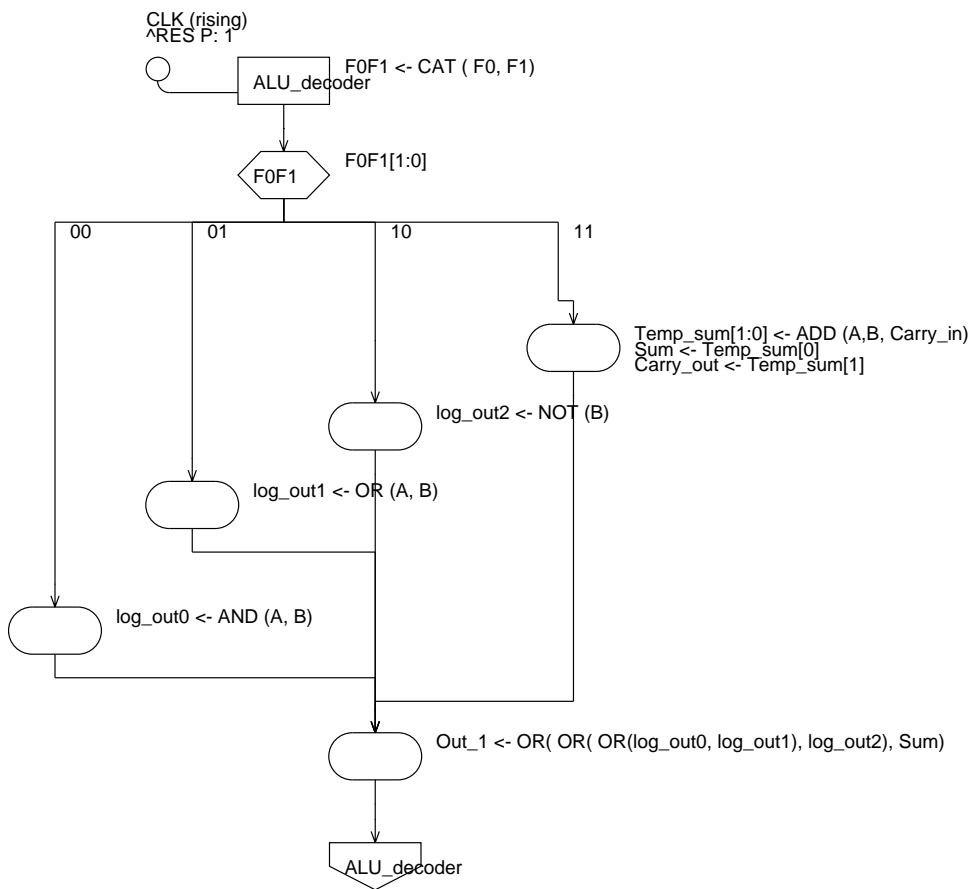 CLK (rising)
^RES P: 1
ALU_decoder
F0F1 <- CAT ( F0, F1)
F0F1
F0F1[1:0]
00
01
10
11
Temp_sum[1:0] <- ADD (A,B, Carry_in)
Sum <- Temp_sum[0]
Carry_out <- Temp_sum[1]
log_out2 <- NOT (B)
log_out1 <- OR (A, B)
log_out0 <- AND (A, B)
Out_1 <- OR( OR( OR(log_out0, log_out1), log_out2), Sum)
ALU_decoder